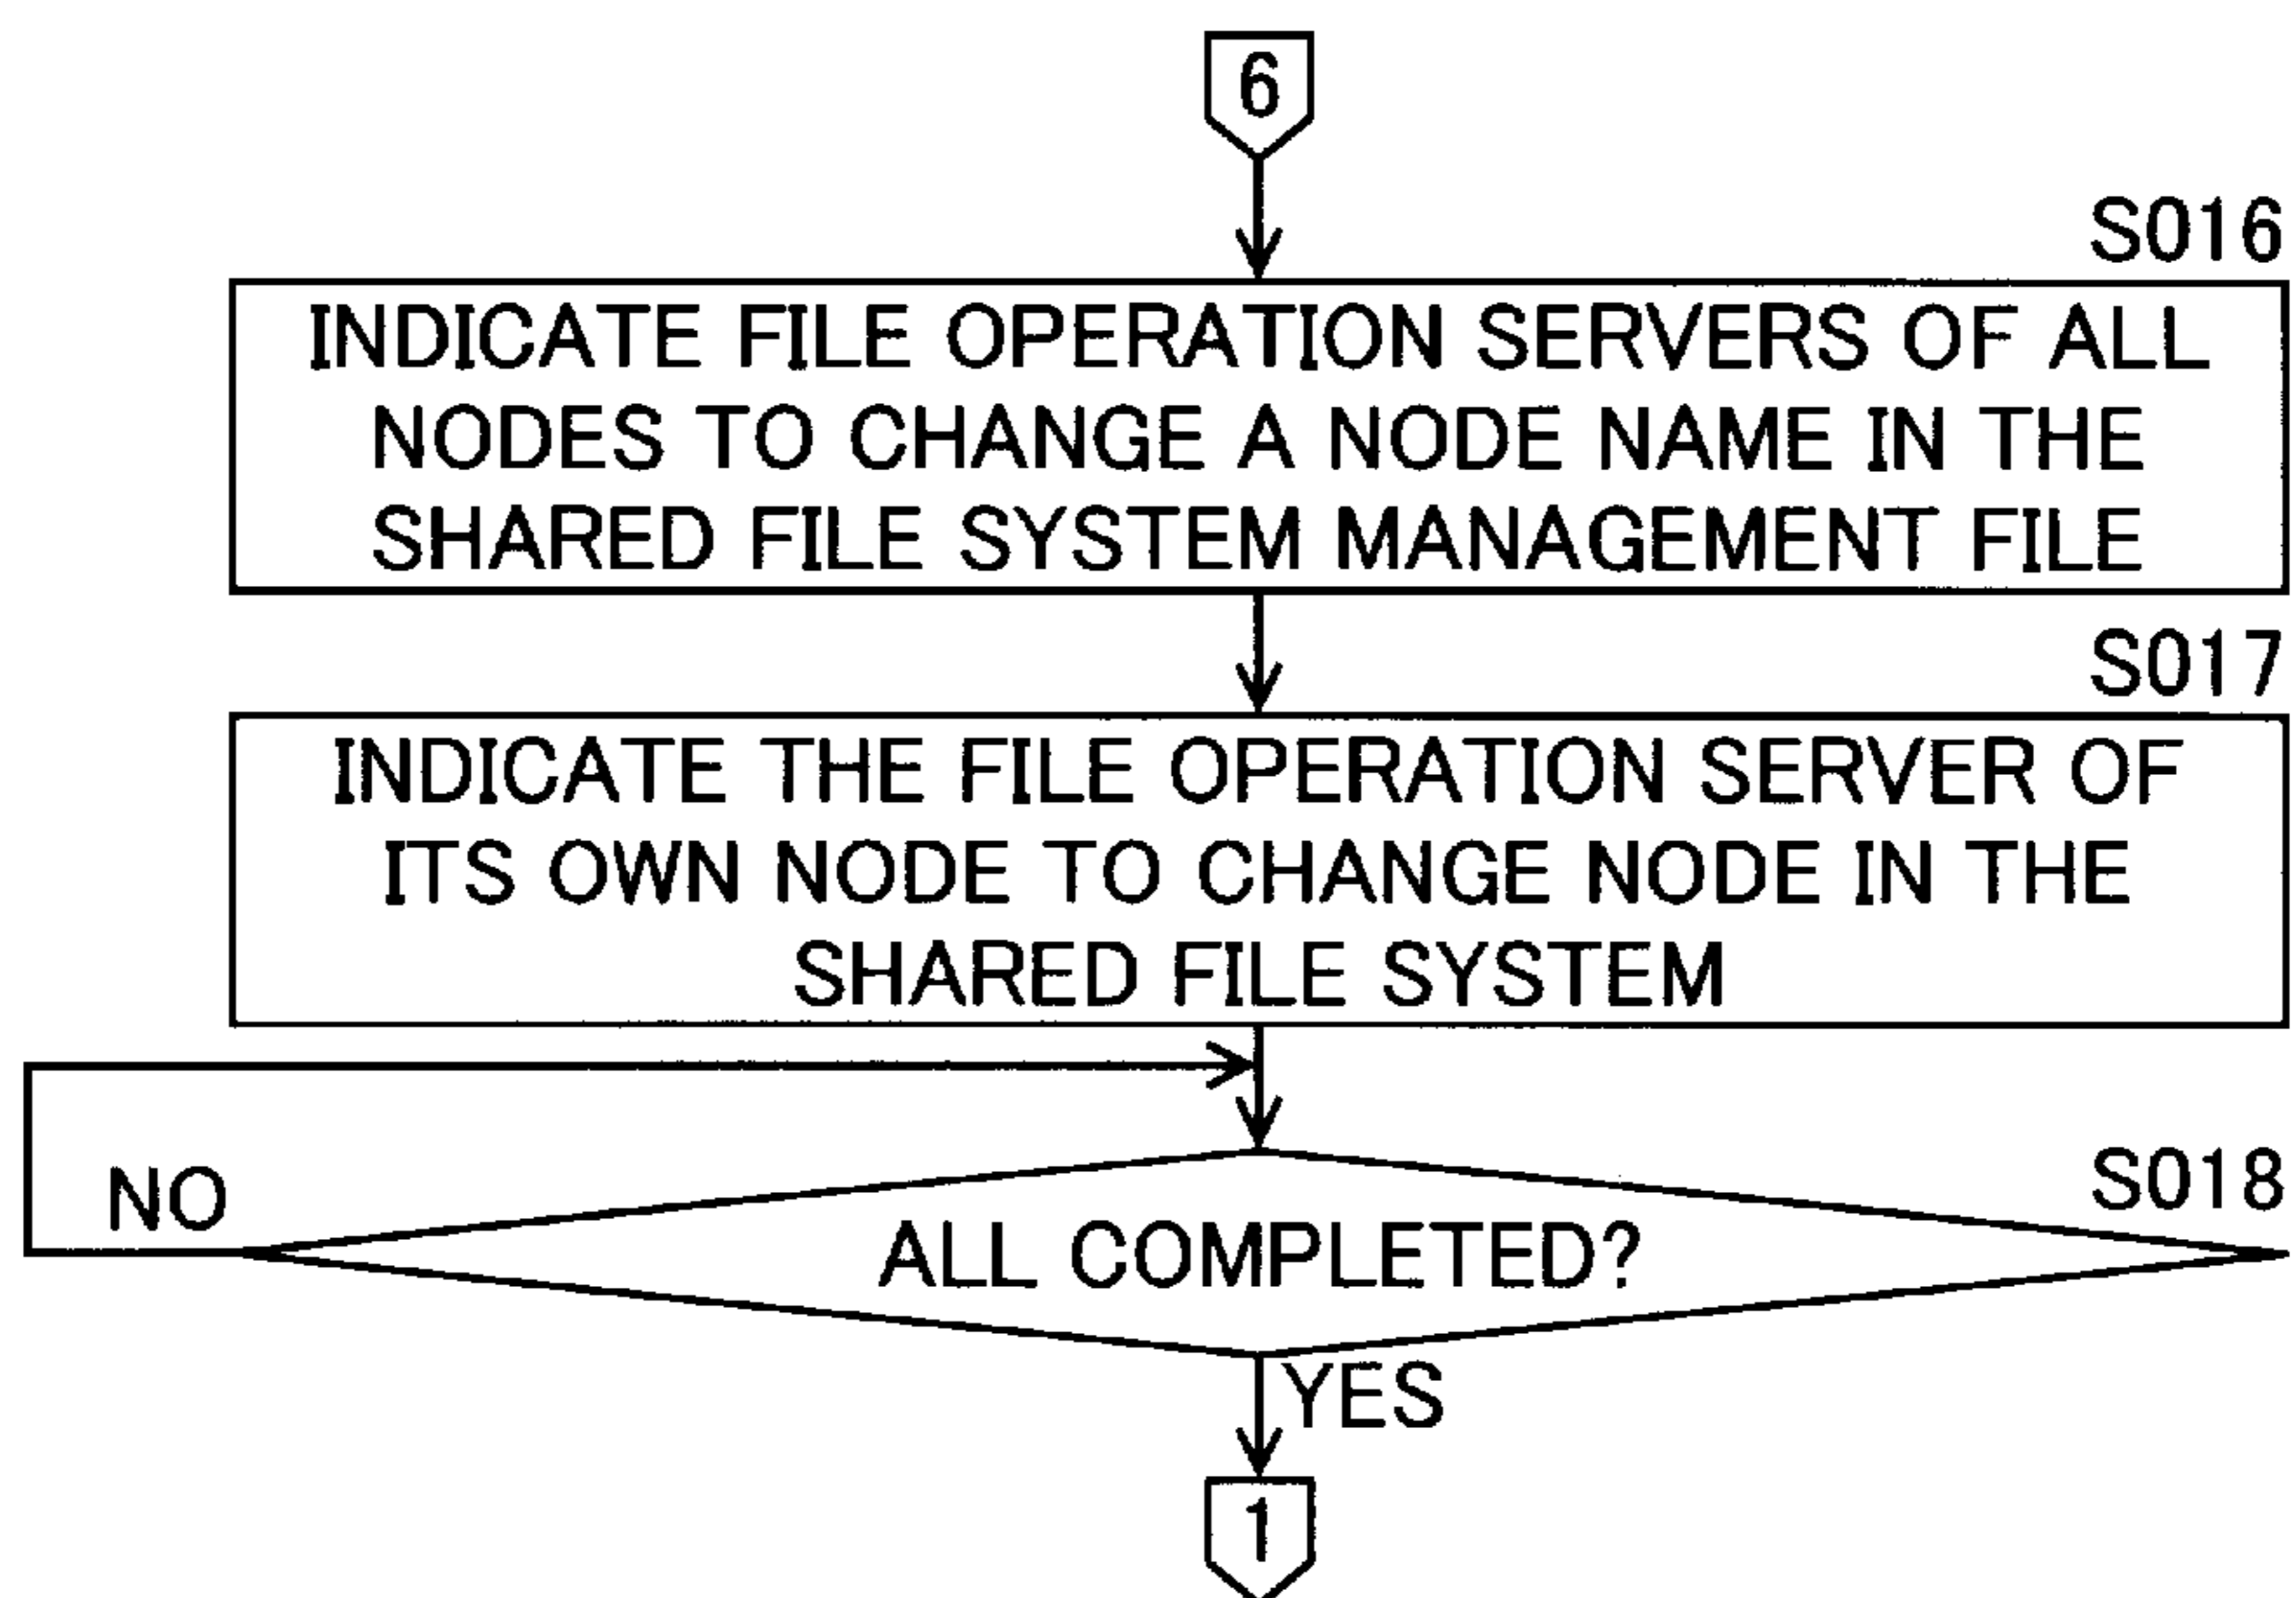 6
S016
INDICATE FILE OPERATION SERVERS OF ALL
NODES TO CHANGE A NODE NAME IN THE
SHARED FILE SYSTEM MANAGEMENT FILE
S017
INDICATE THE FILE OPERATION SERVER OF
ITS OWN NODE TO CHANGE NODE IN THE
SHARED FILE SYSTEM
NO
S018
ALL COMPLETED?
YES
1